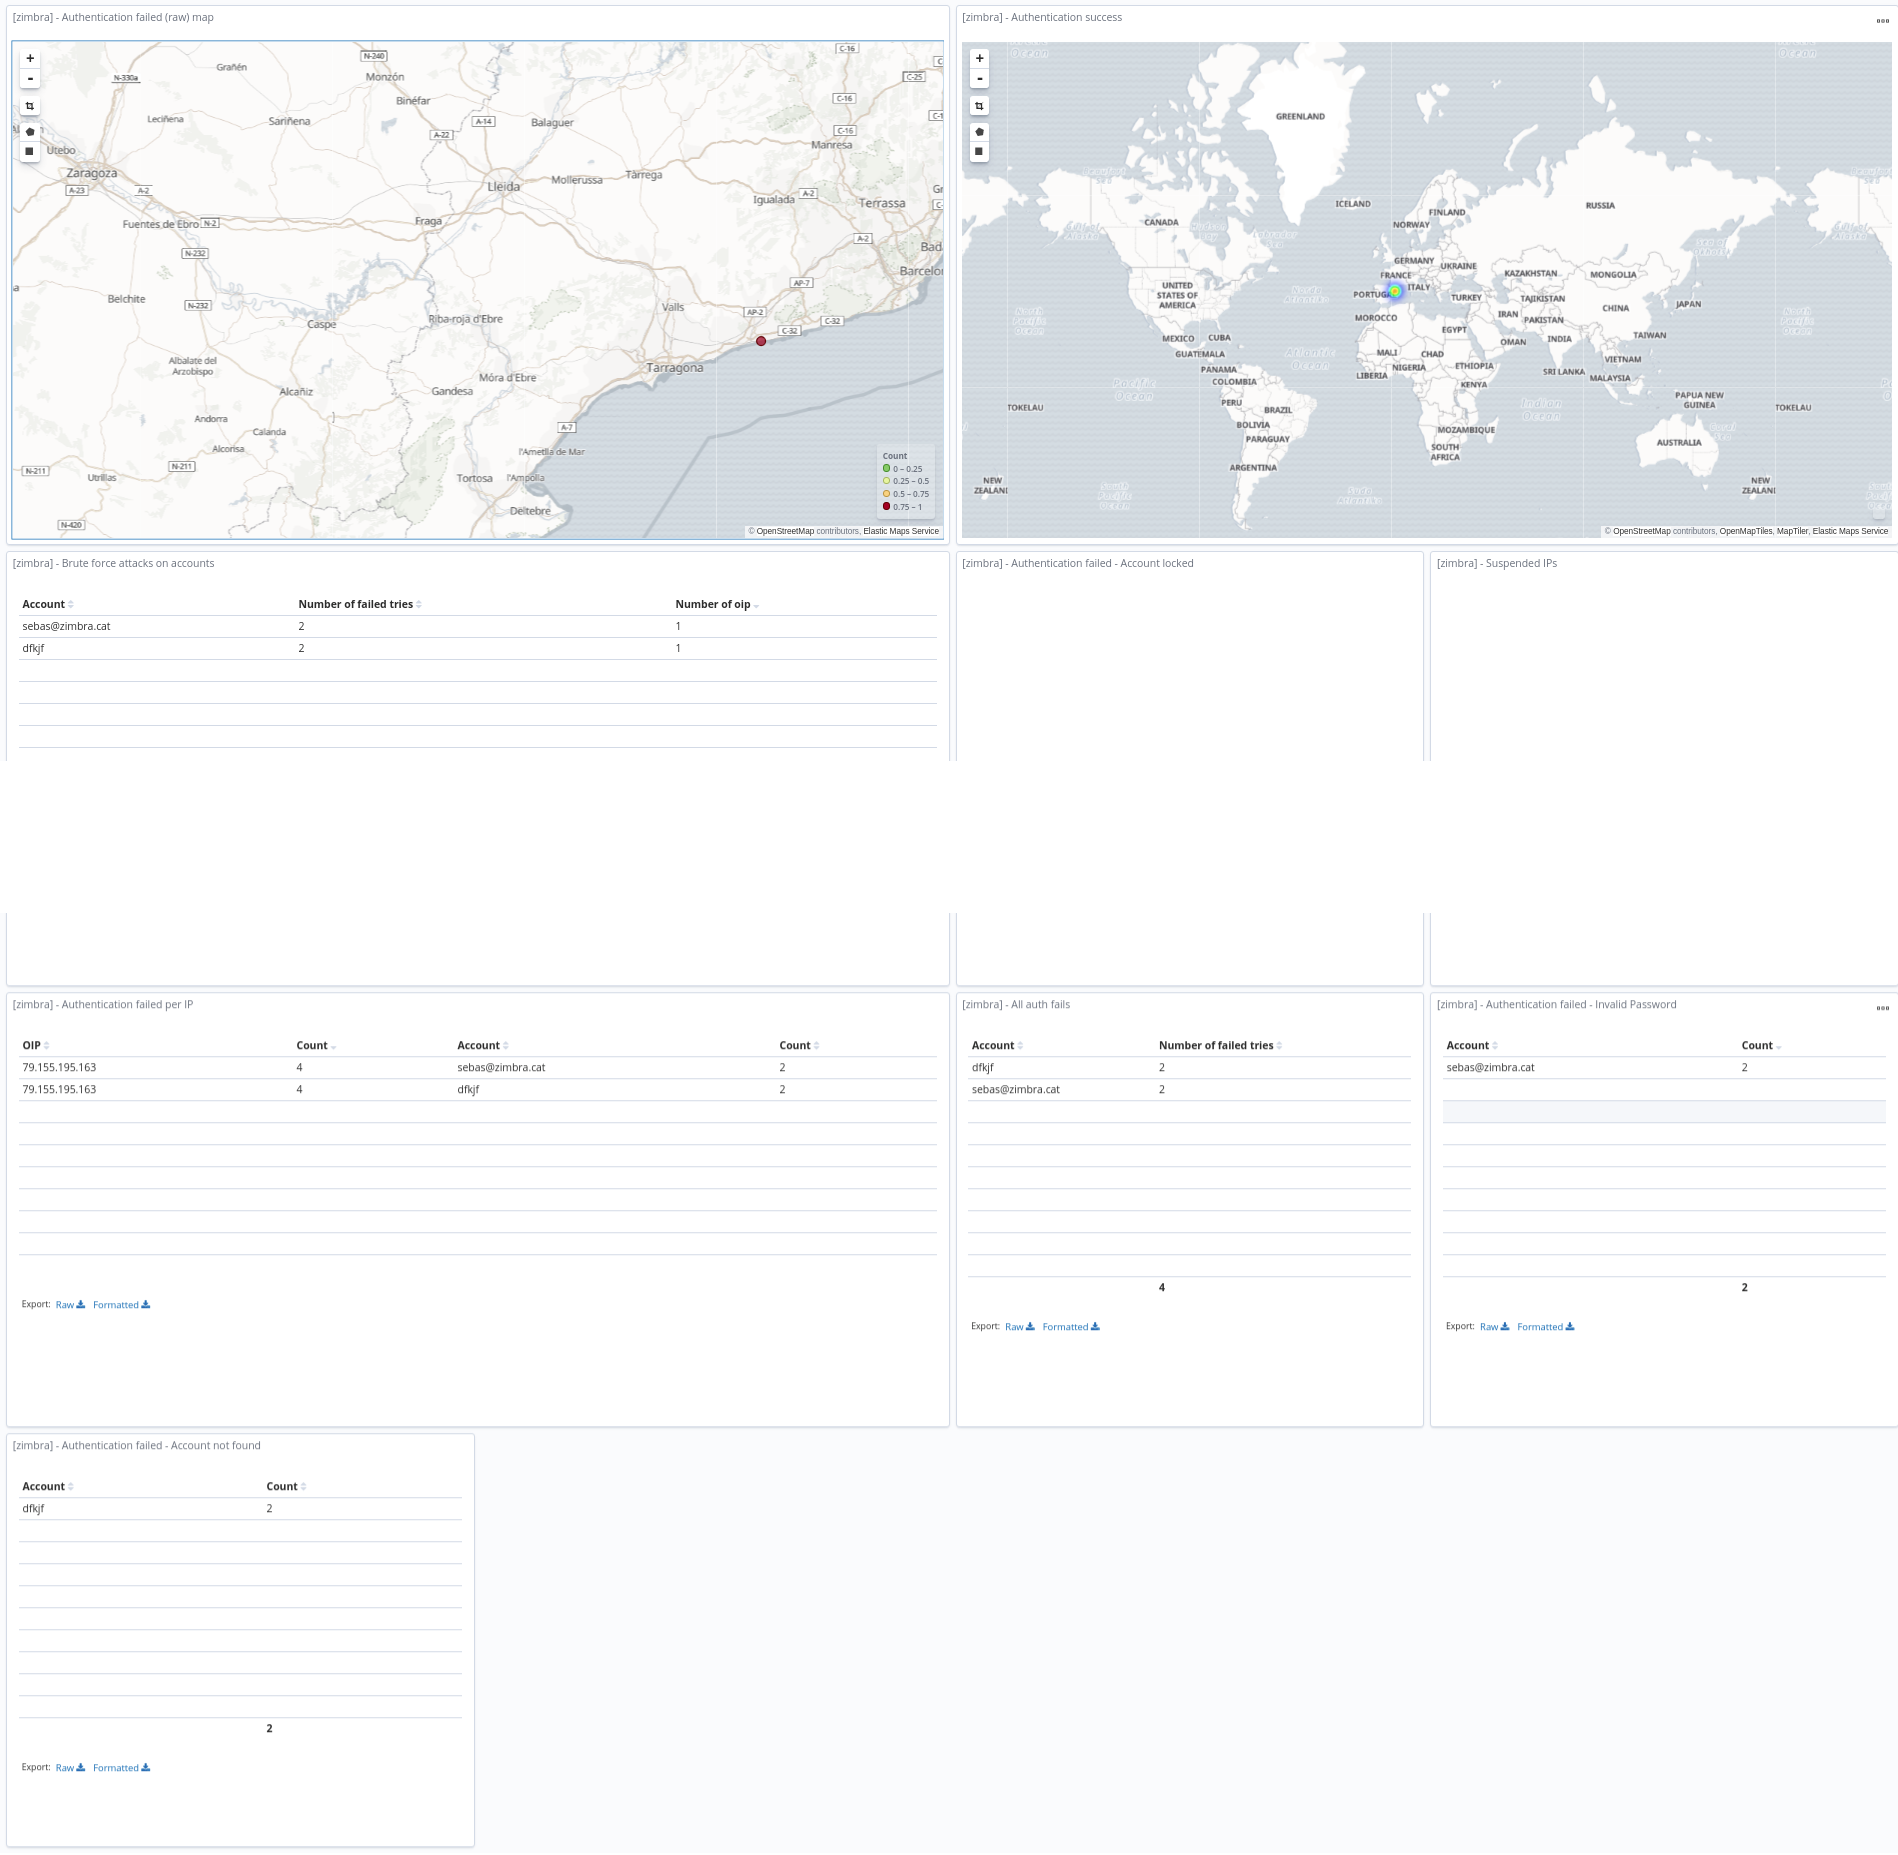 [zimbra] - Authentication failed (raw) map
+
-
N-240
C-16
Grañén
N-330a
Monzón
C-25
Binéfar
C-16
Leciñena
Sariñena
A-14
Balaguer
A-22
C-16
Utebo
Manresa
Zaragoza
Lleida
Mollerussa
Tàrrega
A-23
A-2
Igualada
A-2
Terrassa
Fuentes de Ebro
N-2
Fraga
A-2
N-232
AP-7
Belchite
N-232
Valls
AP-2
Caspe
Riba-roja d'Ebre
C-32
C-32
Albalate del
Arzobispo
Tarragona
Alcañiz
Móra d'Ebre
Gandesa
Andorra
Calanda
A-7
Alcorisa
l'Ametlla de Mar
N-211
N-211
Utrillas
Tortosa
l'Ampolla
Deltebre
N-420
Count
0 – 0.25
0.25 – 0.5
0.5 – 0.75
0.75 – 1
© OpenStreetMap contributors, Elastic Maps Service
[zimbra] - Authentication success
+
-
GREENLAND
ICELAND
RUSSIA
FINLAND
CANADA
NORWAY
GERMANY
UKRAINE
FRANCE
KAZAKHSTAN
MONGOLIA
UNITED
STATES OF
AMERICA
ITALY
TURKEY
TAJIKISTAN
CHINA
JAPAN
MOROCCO
IRAN
PAKISTAN
EGYPT
TAIWAN
MEXICO
CUBA
OMAN
INDIA
GUATEMALA
MALI
CHAD
VIETNAM
PANAMA
NIGERIA
ETHIOPIA
SRI LANKA
LIBERIA
COLOMBIA
KENYA
MALAYSIA
PERU
BRAZIL
PAPUA NEW
GUINEA
TOKELAU
TOKELAU
BOLIVIA
MOZAMBIQUE
PARAGUAY
AUSTRALIA
SOUTH
AFRICA
ARGENTINA
NEW
NEW
© OpenStreetMap contributors, OpenMapTiles, MapTiler, Elastic Maps Service
[zimbra] - Brute force attacks on accounts
Account Number of failed tries Number of oip
sebas@zimbra.cat 2 1
dfkjf 2 1
[zimbra] - Authentication failed - Account locked
[zimbra] - Suspended IPs
[zimbra] - Authentication failed per IP
OIP Count Account Count
79.155.195.163 4 sebas@zimbra.cat 2
79.155.195.163 4 dfkjf 2
Export: Raw Formatted
[zimbra] - All auth fails
Account Number of failed tries
dfkjf 2
sebas@zimbra.cat 2
4
Export: Raw Formatted
[zimbra] - Authentication failed - Invalid Password
Account Count
sebas@zimbra.cat 2
2
Export: Raw Formatted
[zimbra] - Authentication failed - Account not found
Account Count
dfkjf 2
2
Export: Raw Formatted